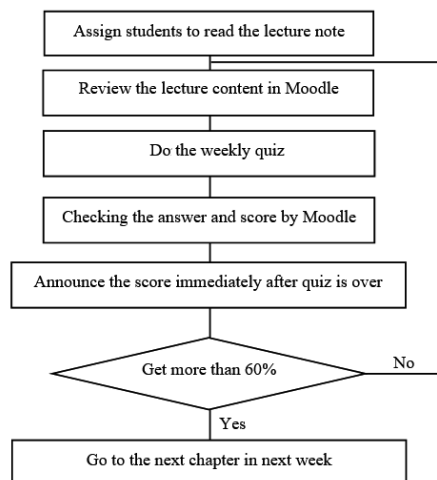 Assign students to read the lecture note
Review the lecture content in Moodle
Do the weekly quiz
Checking the answer and score by Moodle
Announce the score immediately after quiz is over
Get more than 60%
No
Yes
Go to the next chapter in next week